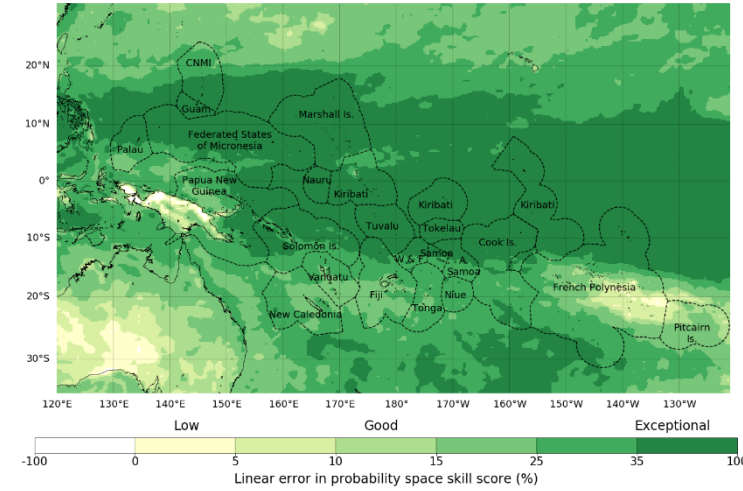 20°N
10°N
0°
10°S
20°S
30°S
CNMI
Guam
Marshall Is.
Federated States
of Micronesia
Palau
Papua New
Guinea
Nauru
Kiribati
Kiribati
Kiribati
Tuvalu
Tokelau
Solomon Is.
Cook Is.
W & F
Samoa
A.
Samoa
Vanuatu
Fiji
Niue
French Polynesia
New Caledonia
Tonga
Pitcairn
Is.
120°E 130°E 140°E 150°E 160°E 170°E 180° 170°W 160°W 150°W 140°W 130°W
Low Good Exceptional
-100 0 5 10 15 25 35 100
Linear error in probability space skill score (%)